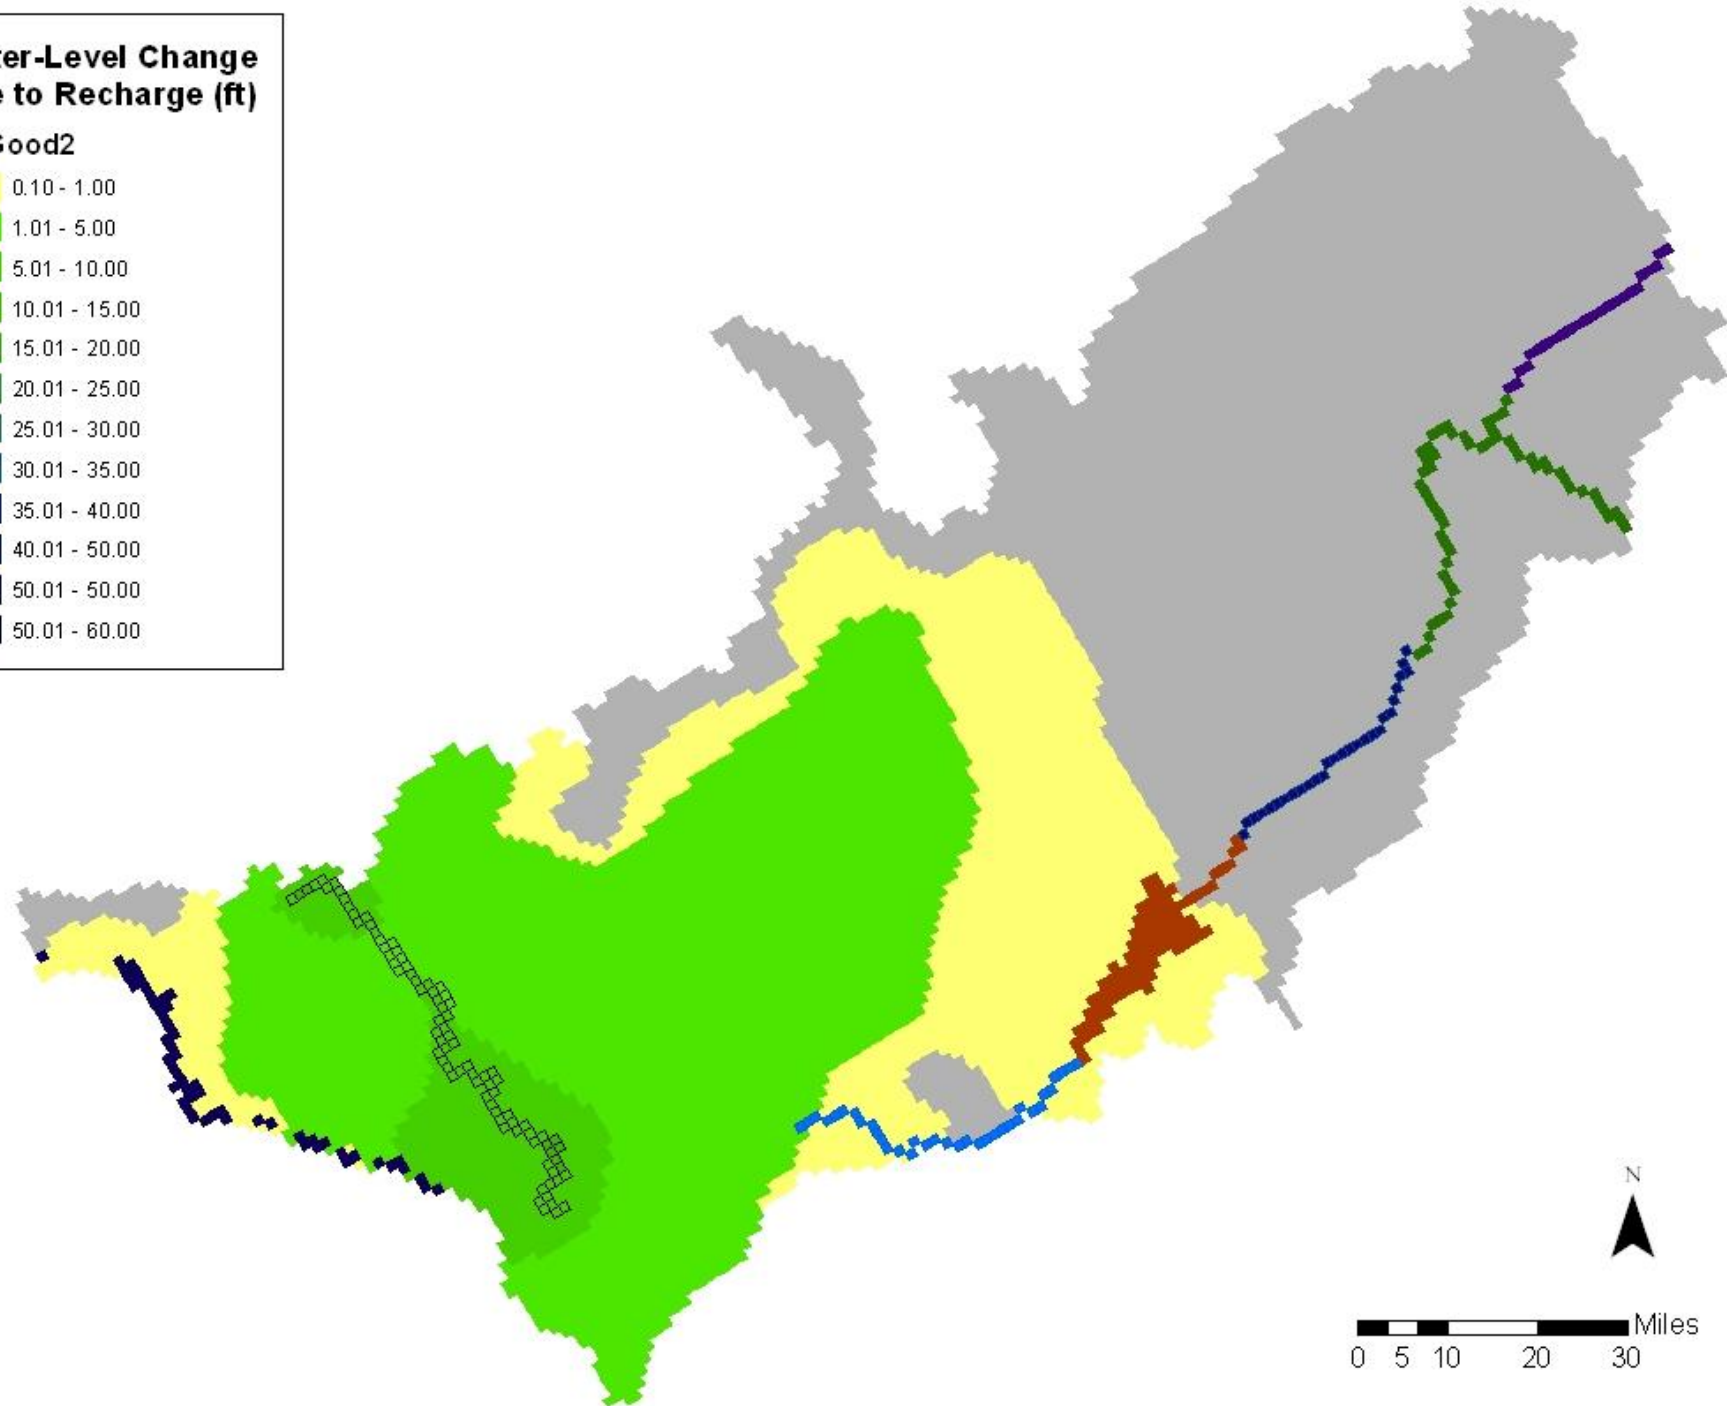 ter-Level Change
e to Recharge (ft)
Good2
0.10 - 1.00
1.01 - 5.00
5.01 - 10.00
10.01 - 15.00
15.01 - 20.00
20.01 - 25.00
25.01 - 30.00
30.01 - 35.00
35.01 - 40.00
40.01 - 50.00
50.01 - 50.00
50.01 - 60.00
N
Miles
0 5 10 20 30